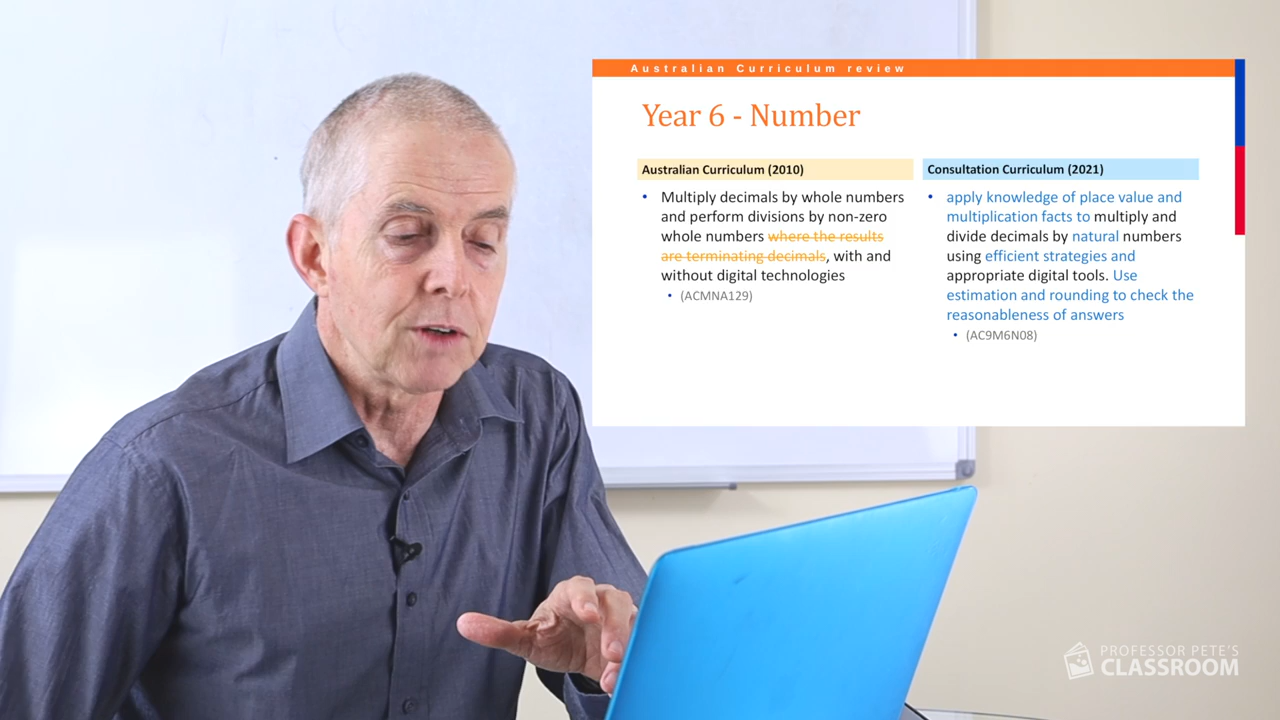 Australian Curriculum review
Year 6 - Number
Australian Curriculum (2010)
• Multiply decimals by whole numbers
and perform divisions by non-zero
whole numbers where the results
are terminating decimals, with and
without digital technologies
• (ACMNA129)
Consultation Curriculum (2021)
• apply knowledge of place value and
multiplication facts to multiply and
divide decimals by natural numbers
using efficient strategies and
appropriate digital tools. Use
estimation and rounding to check the
reasonableness of answers
• (AC9M6N08)
PROFESSOR PETE'S
CLASSROOM